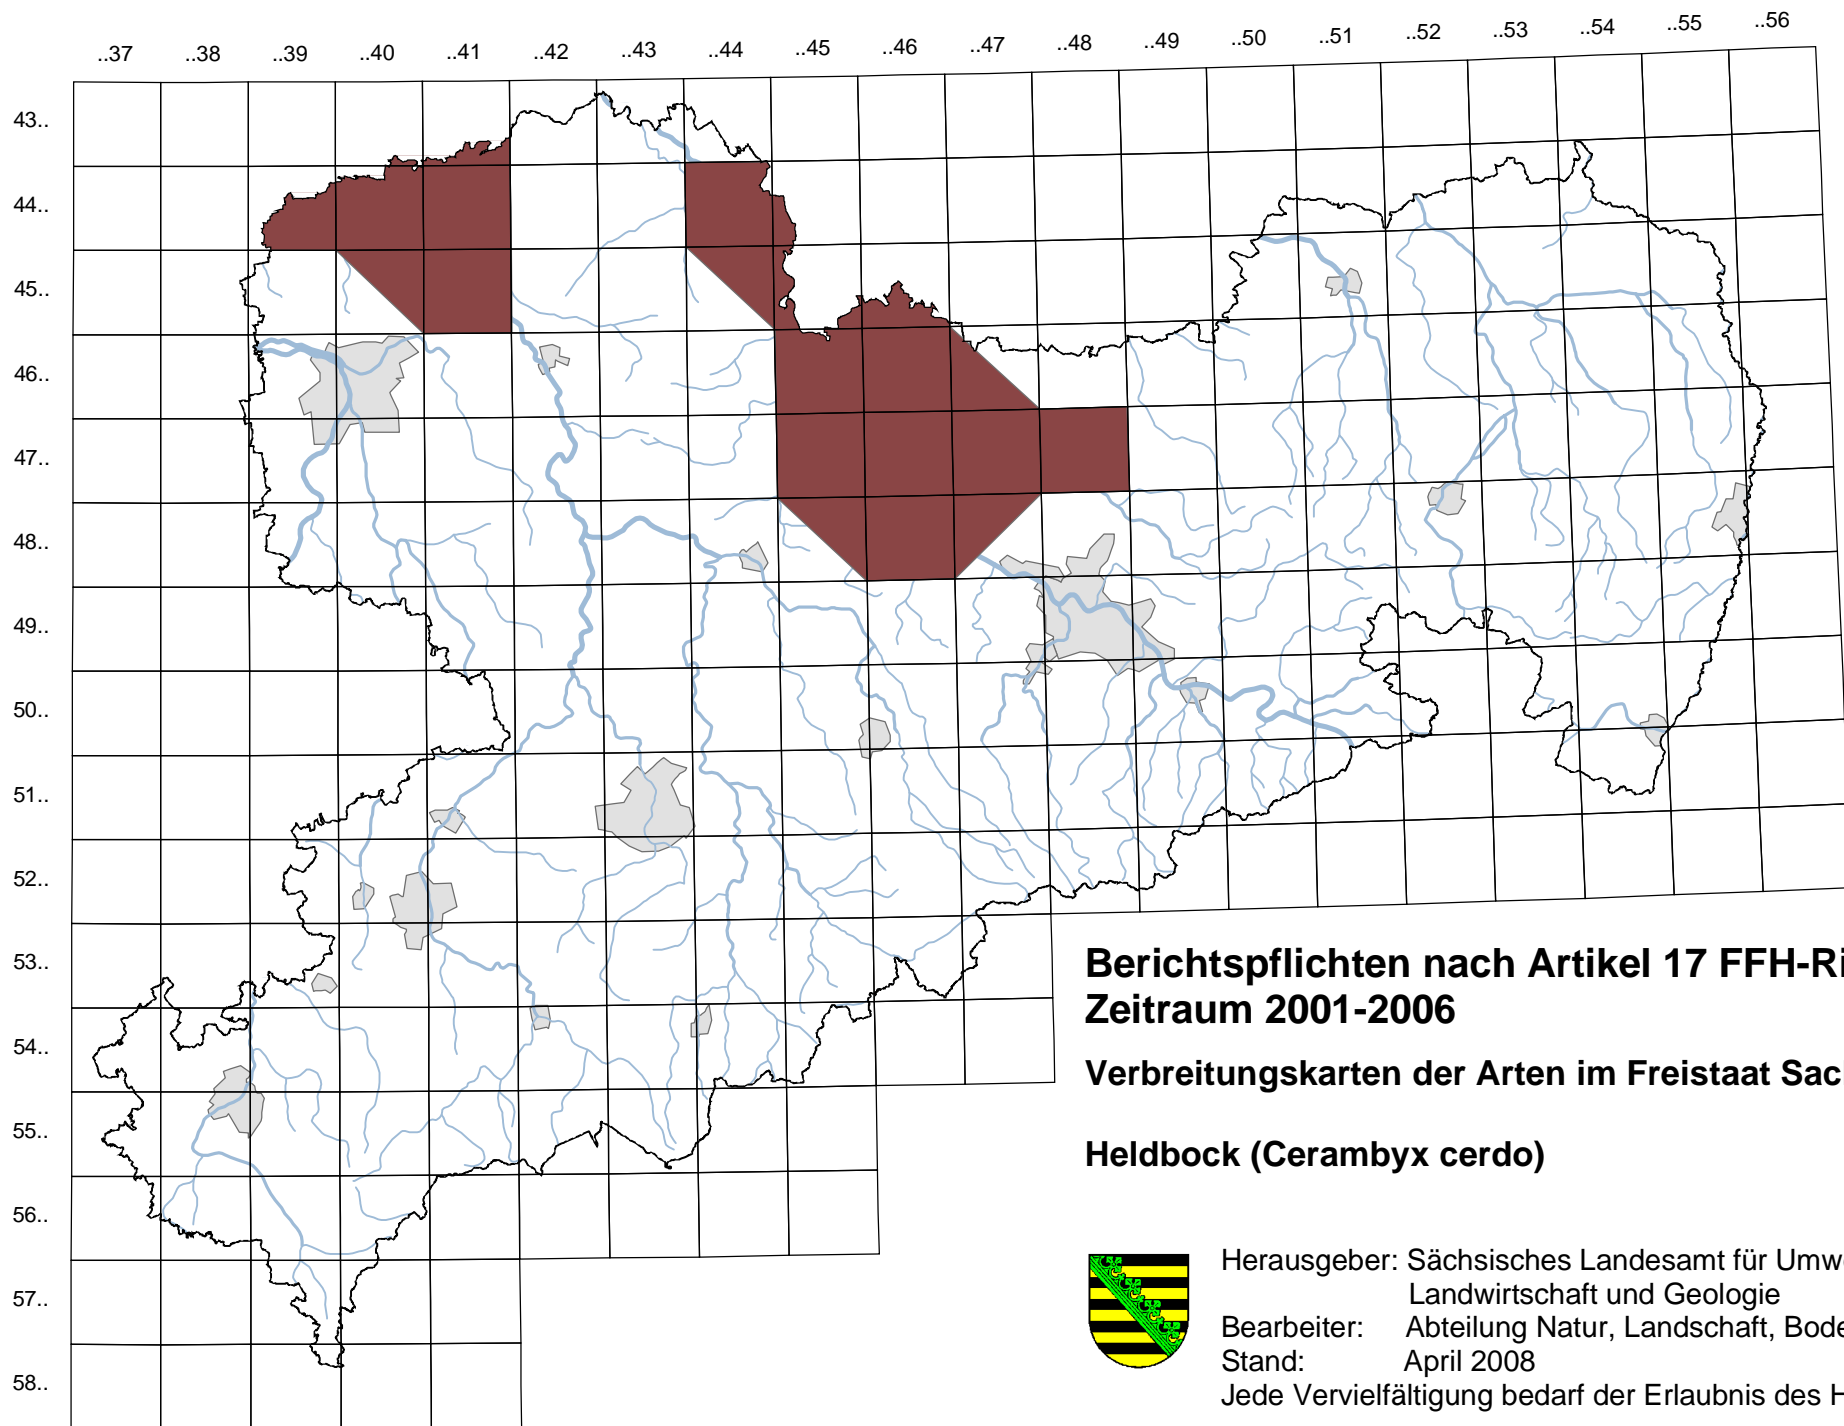 ..37 ..38 ..39 ..40 ..41 ..42 ..43 ..44 ..45 ..46 ..47 ..48 ..49 ..50 ..51 ..52 ..53 ..54 ..55 ..56
43..
44..
45..
46..
47..
48..
49..
50..
51..
52..
53..
54..
55..
56..
57..
58..
Berichtspflichten nach Artikel 17 FFH-Ri
Zeitraum 2001-2006
Verbreitungskarten der Arten im Freistaat Sac
Heldbock (Cerambyx cerdo)
Herausgeber: Sächsisches Landesamt für Umwe
Landwirtschaft und Geologie
Bearbeiter: Abteilung Natur, Landschaft, Bode
Stand: April 2008
Jede Vervielfältigung bedarf der Erlaubnis des H